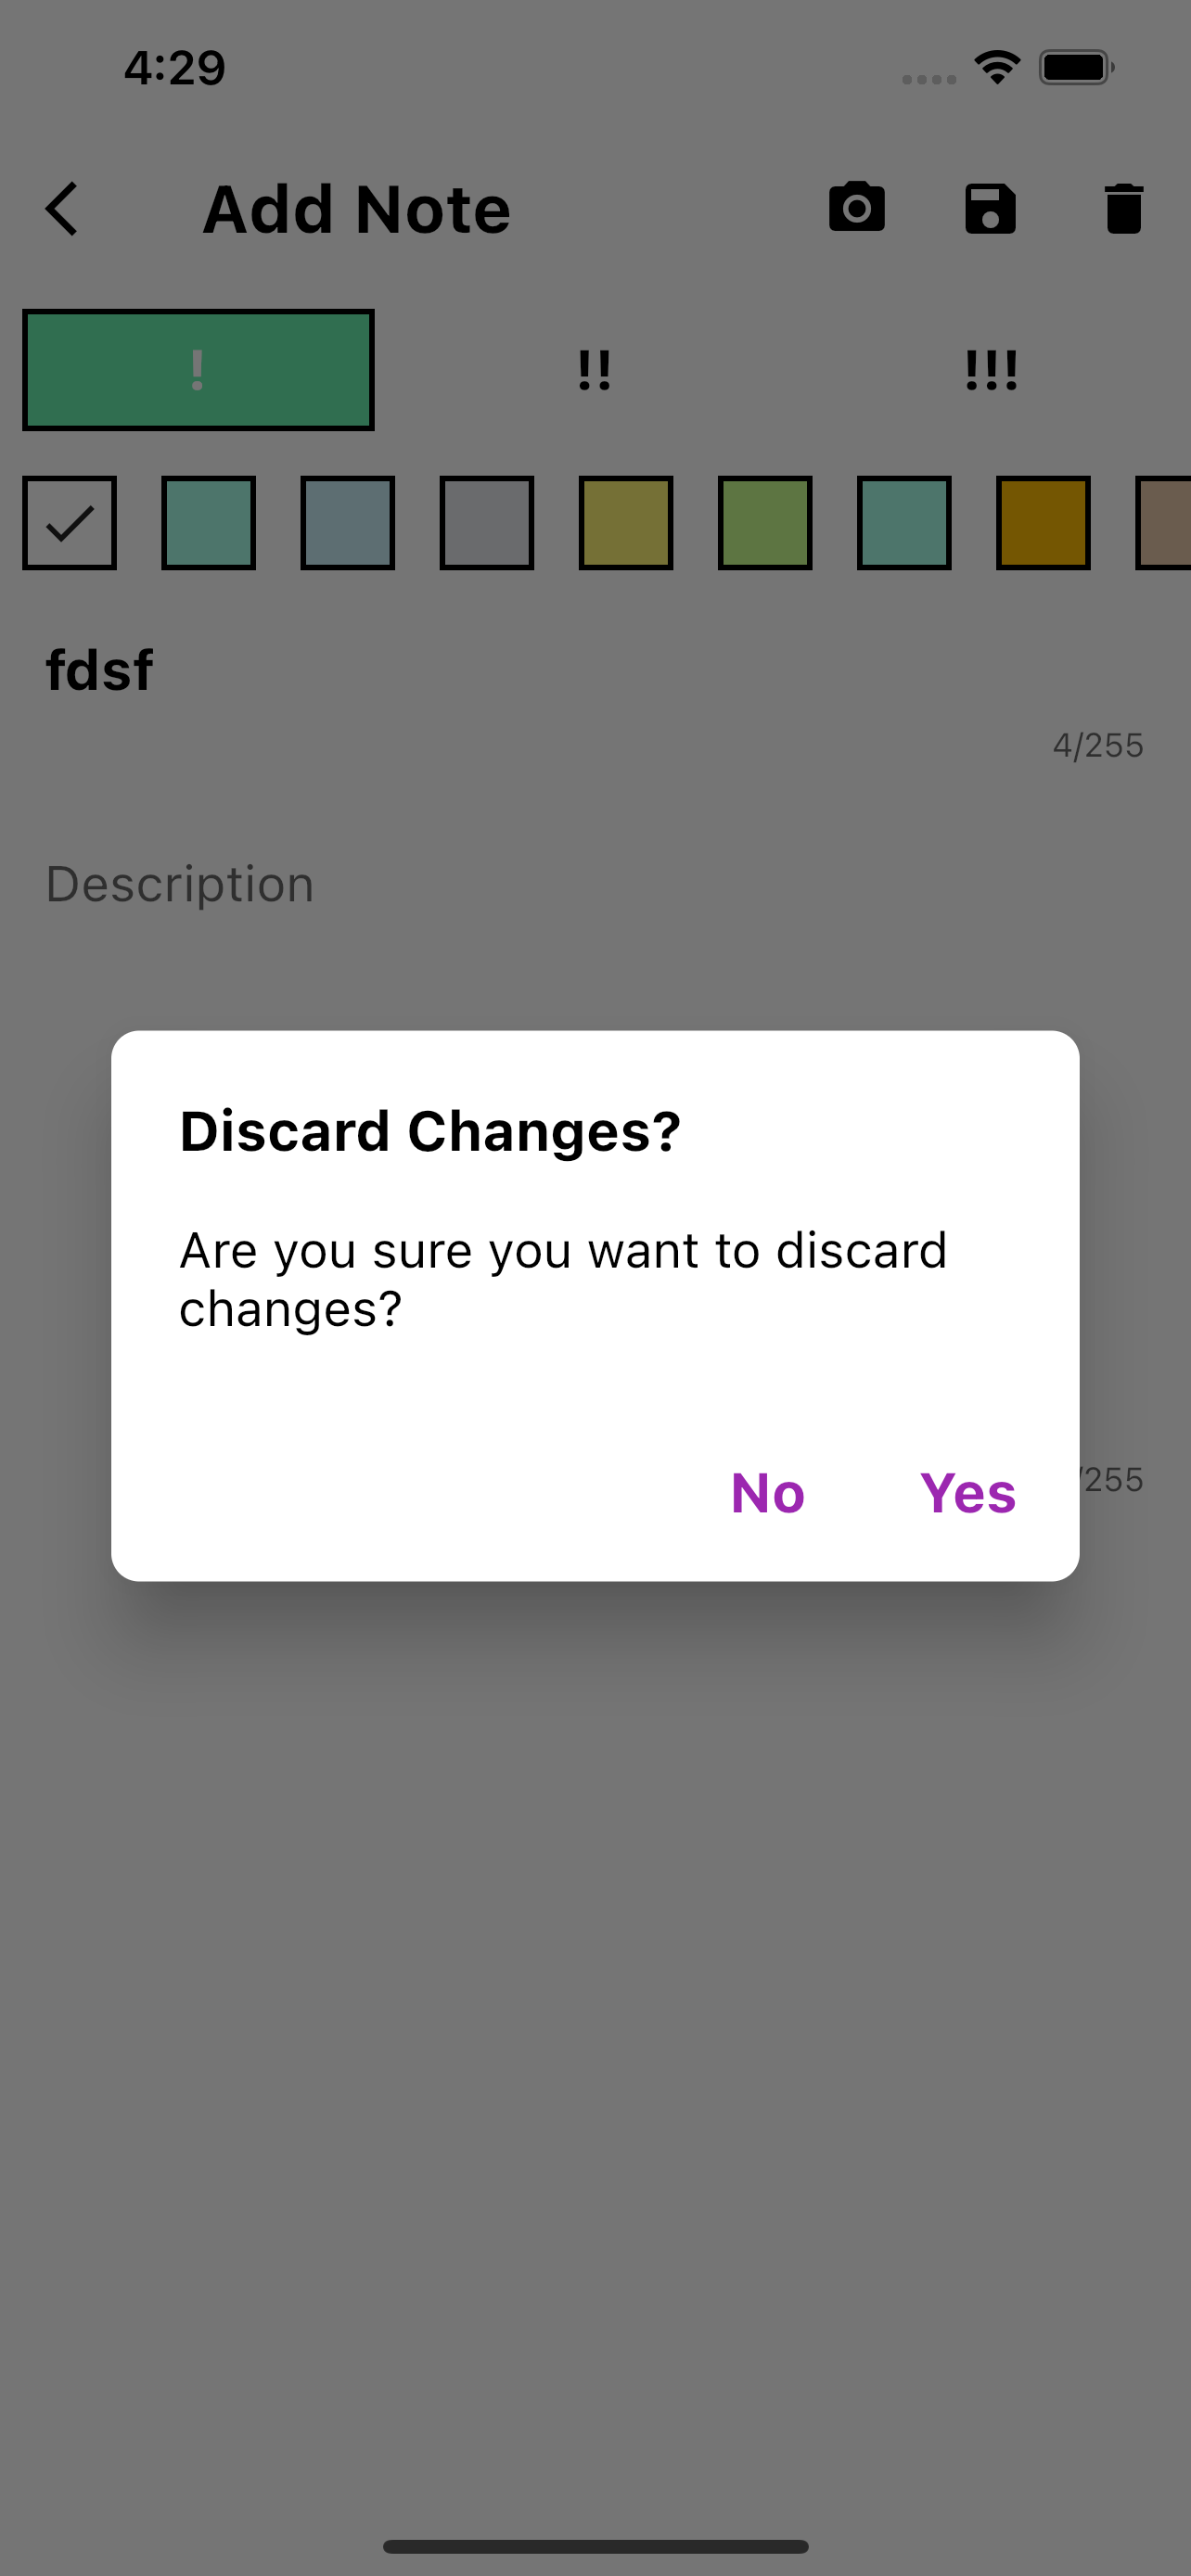 4:29
Add Note
!
!!
!!!
fdsf
4/255
Description
Discard Changes?
Are you sure you want to discard
changes?
/255
No
Yes